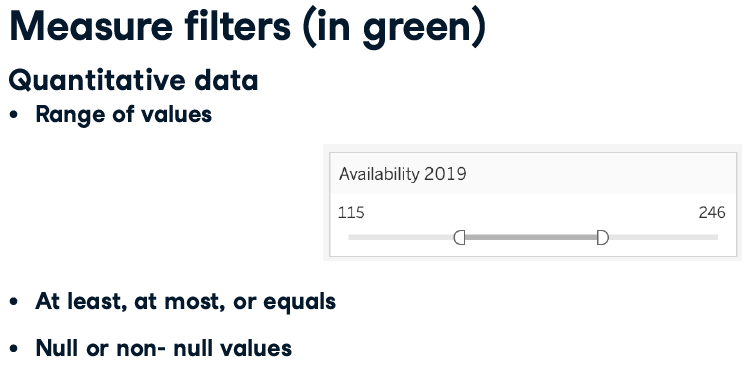 Measure filters (in green)
Quantitative data
• Range of values
Availability 2019
115 246
• At least, at most, or equals
• Null or non- null values